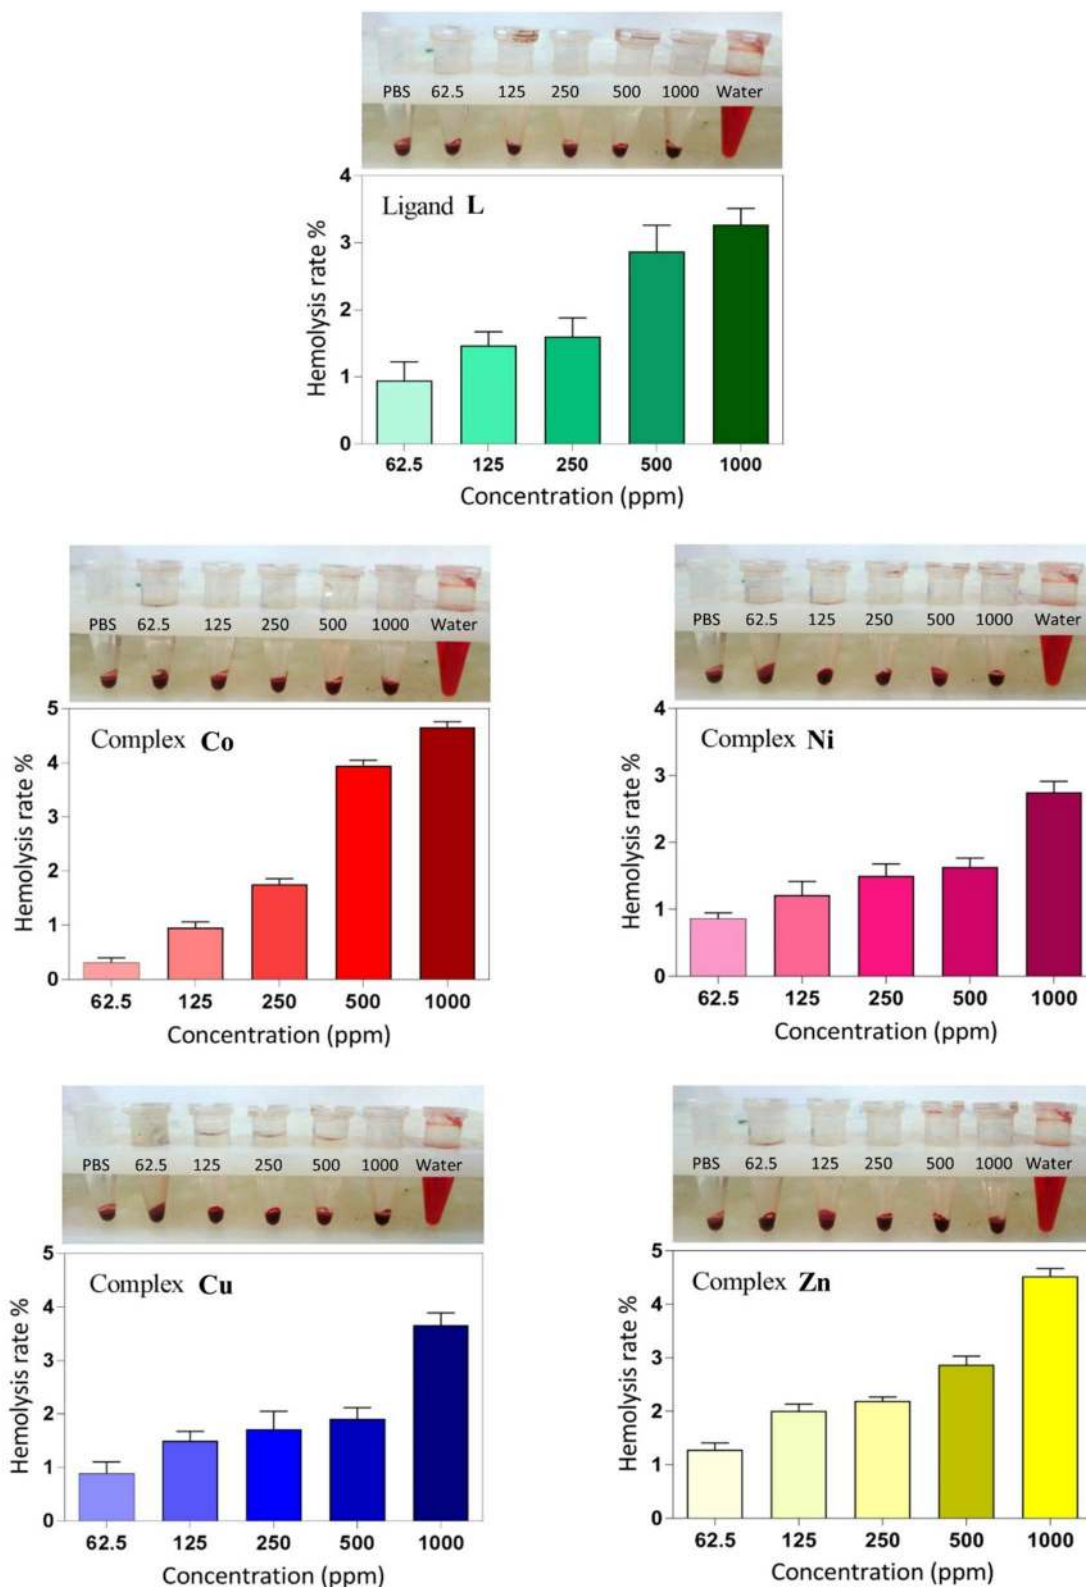 PBS 62.5 125 250 500 1000 Water
Ligand L
Hemolysis rate %
4
3
2
1
0
62.5 125 250 500 1000
Concentration (ppm)
PBS 62.5 125 250 500 1000 Water
Complex Co
Hemolysis rate %
5
4
3
2
1
0
62.5 125 250 500 1000
Concentration (ppm)
PBS 62.5 125 250 500 1000 Water
Complex Ni
Hemolysis rate %
4
3
2
1
0
62.5 125 250 500 1000
Concentration (ppm)
PBS 62.5 125 250 500 1000 Water
Complex Cu
Hemolysis rate %
5
4
3
2
1
0
62.5 125 250 500 1000
Concentration (ppm)
PBS 62.5 125 250 500 1000 Water
Complex Zn
Hemolysis rate %
5
4
3
2
1
0
62.5 125 250 500 1000
Concentration (ppm)